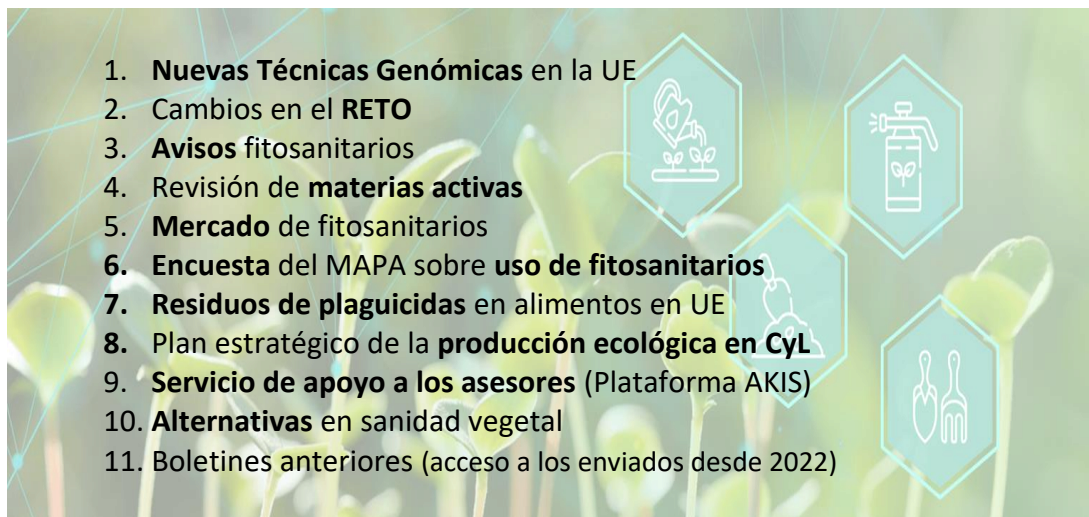 1. Nuevas Técnicas Genómicas en la UE
2. Cambios en el RETO
3. Avisos fitosanitarios
4. Revisión de materias activas
5. Mercado de fitosanitarios
6. Encuesta del MAPA sobre uso de fitosanitarios
7. Residuos de plaguicidas en alimentos en UE
8. Plan estratégico de la producción ecológica en CyL
9. Servicio de apoyo a los asesores (Plataforma AKIS)
10. Alternativas en sanidad vegetal
11. Boletines anteriores (acceso a los enviados desde 2022)